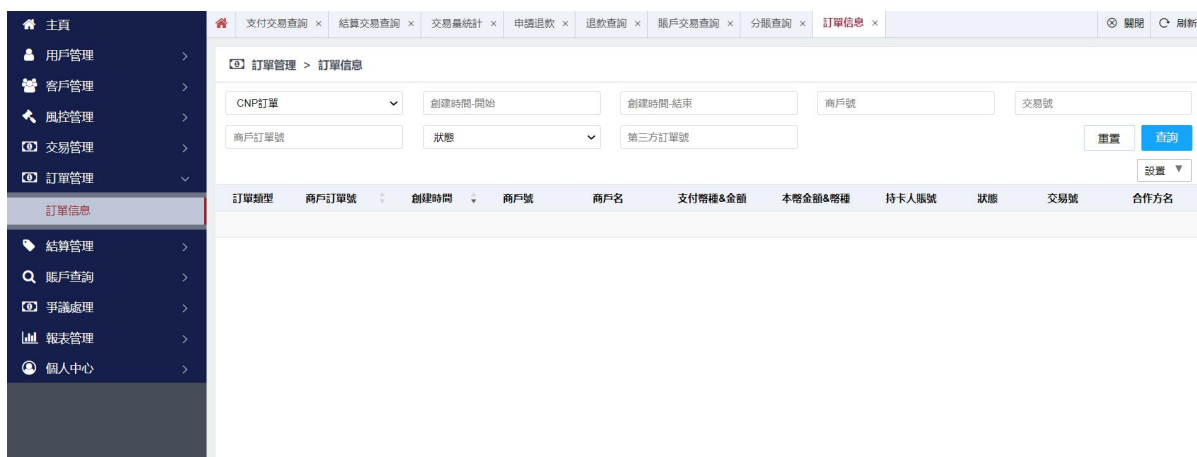 主頁
用戶管理
客戶管理
風控管理
交易管理
訂單管理
訂單信息
結算管理
賬戶查詢
爭議處理
報表管理
個人中心
支付交易查詢 × 結算交易查詢 × 交易量統計 × 申請退款 × 退款查詢 × 賬戶交易查詢 × 分賬查詢 × 訂單信息 × 關閉 刷新
訂單管理 > 訂單信息
CNP訂單 創建時間-開始 創建時間-結束 商戶號 交易號
商戶訂單號 狀態 第三方訂單號 重置 查詢
設置 ▼
訂單類型 商戶訂單號 創建時間 商戶號 商戶名 支付幣種&金額 本幣金額&幣種 持卡人賬號 狀態 交易號 合作方名